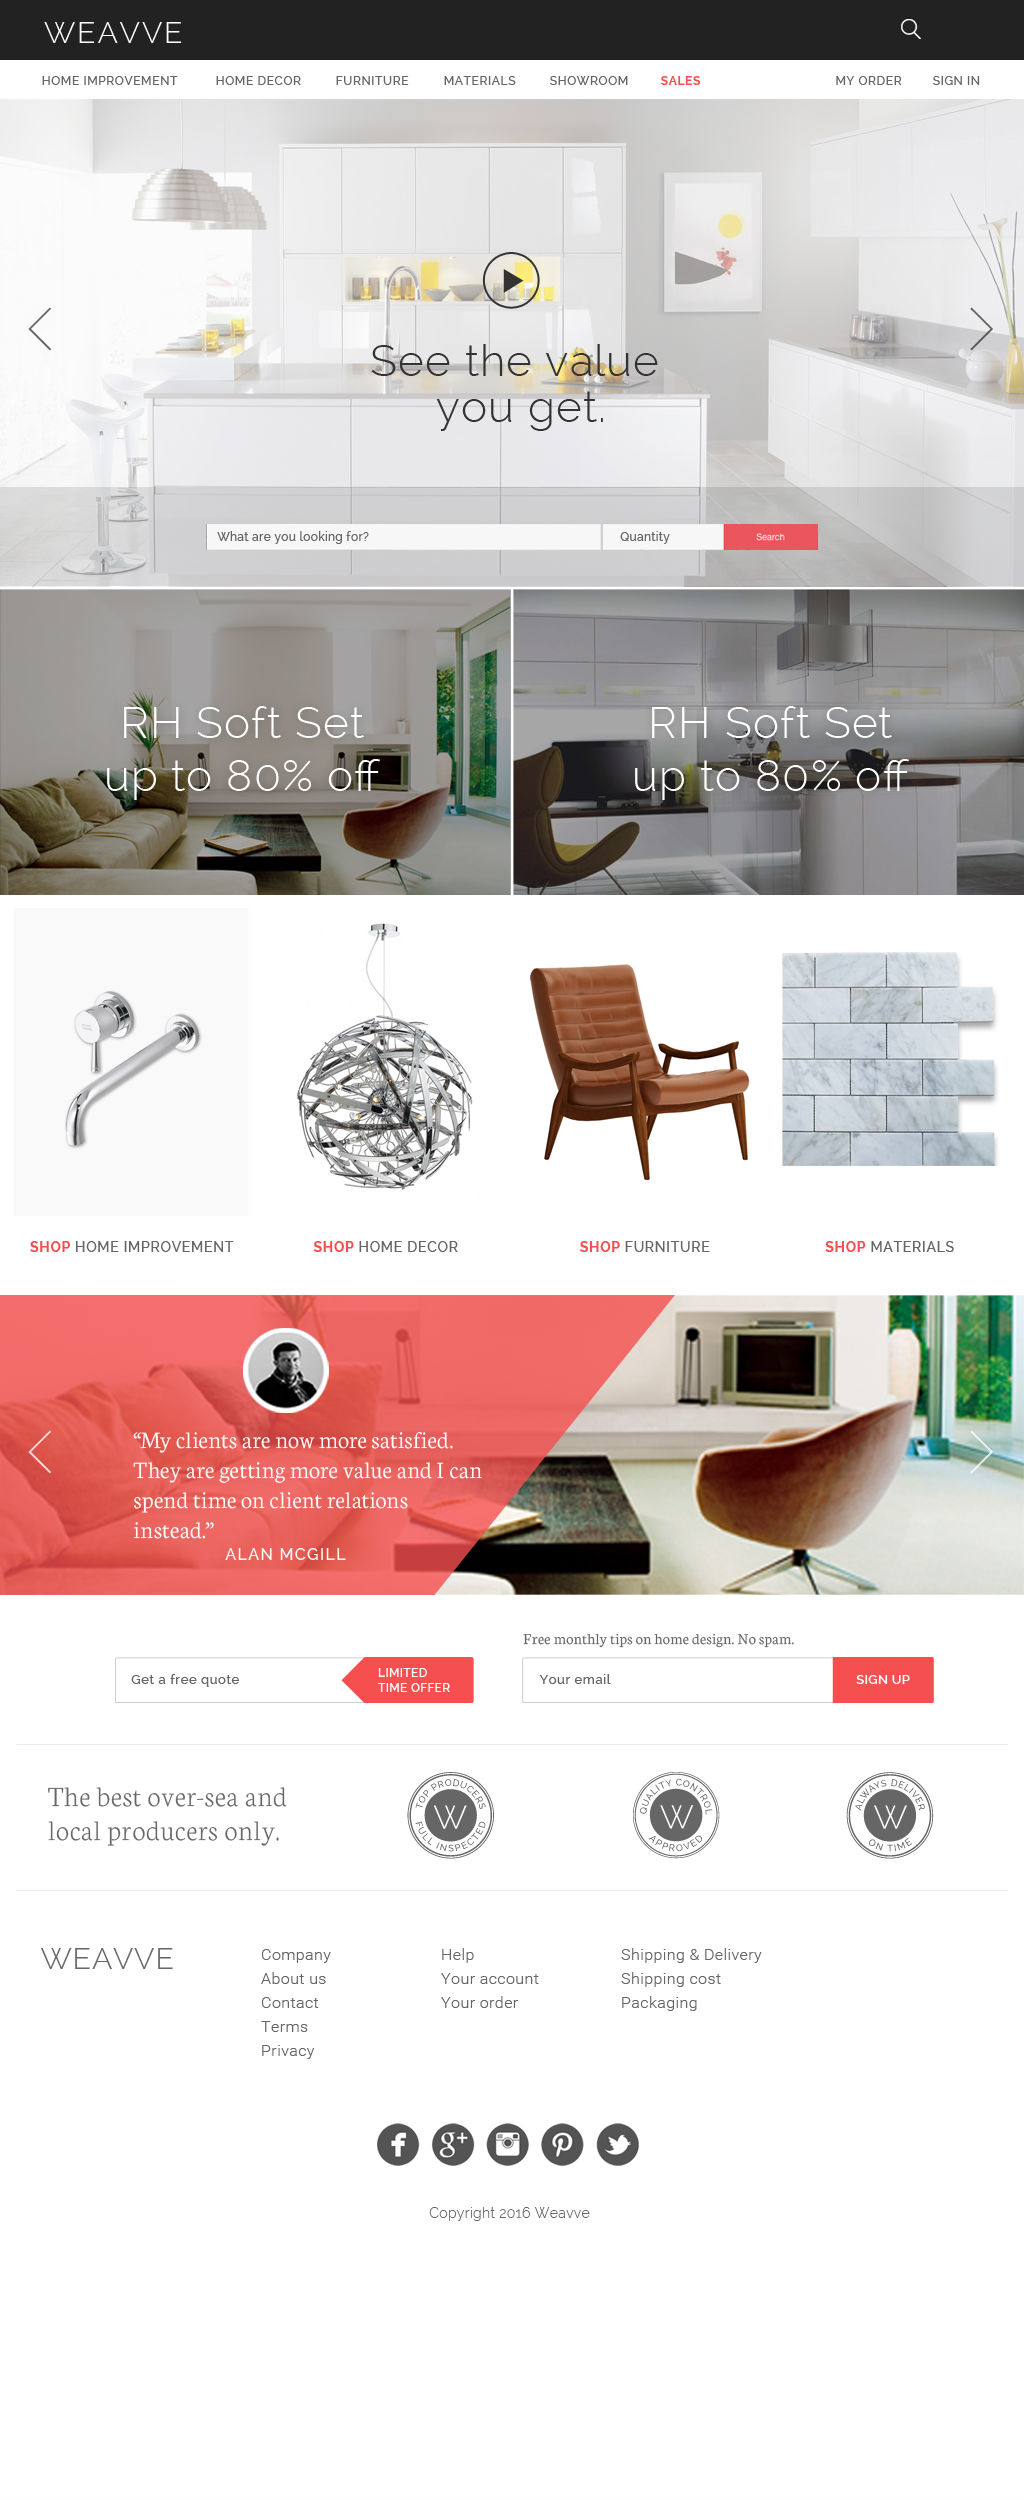 WEAVVE
HOME IMPROVEMENT HOME DECOR FURNITURE MATERIALS SHOWROOM SALES MY ORDER SIGN IN
See the value
you get.
What are you looking for? Quantity Search
RH Soft Set
up to 80% off
RH Soft Set
up to 80% off
SHOP HOME IMPROVEMENT
SHOP HOME DECOR
SHOP FURNITURE
SHOP MATERIALS
“My clients are now more satisfied.
They are getting more value and I can
spend time on client relations
instead.”
ALAN MCGILL
Get a free quote
LIMITED
TIME OFFER
Free monthly tips on home design. No spam.
Your email SIGN UP
The best over-sea and
local producers only.
TOP PRODUCERS
W
FULL INSPECTED
QUALITY CONTROL
W
APPROVED
ALWAYS DELIVER
W
ON TIME
WEAVVE
Company
About us
Contact
Terms
Privacy
Help
Your account
Your order
Shipping & Delivery
Shipping cost
Packaging
Copyright 2016 Weavve